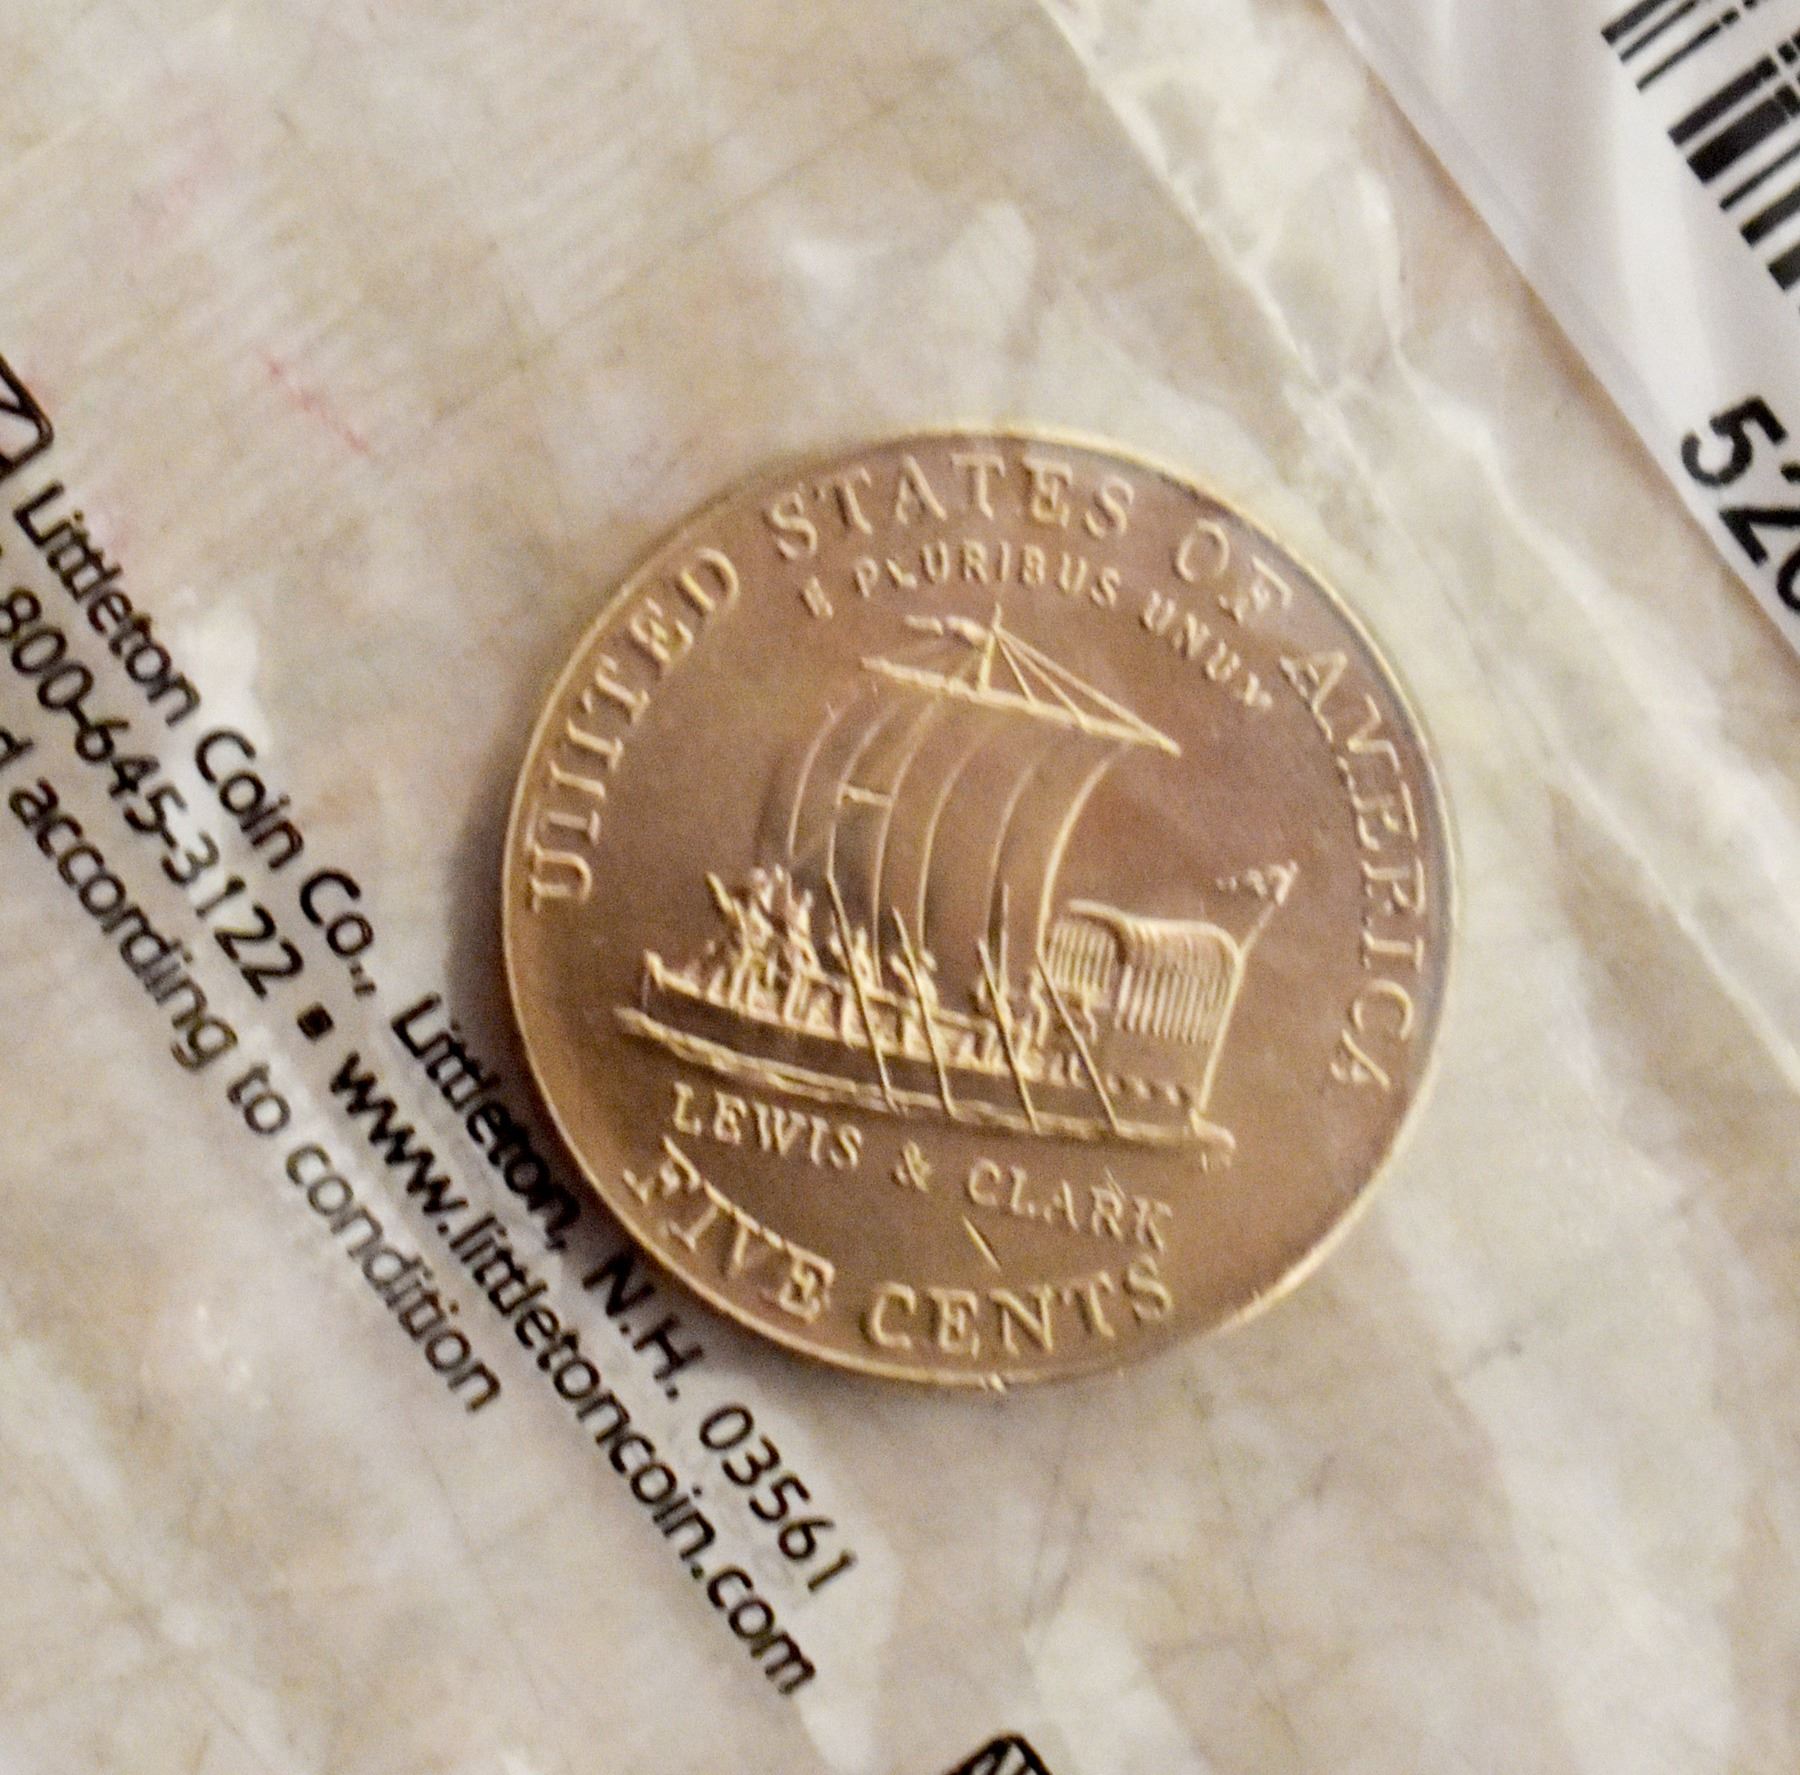 UNITED STATES OF AMERICA
E PLURIBUS UNUM
LEWIS & CLARK
FIVE CENTS
Littleton Coin Co., Littleton, N.H. 03561
800-645-3122 ▪ www.littletoncoin.com
according to condition